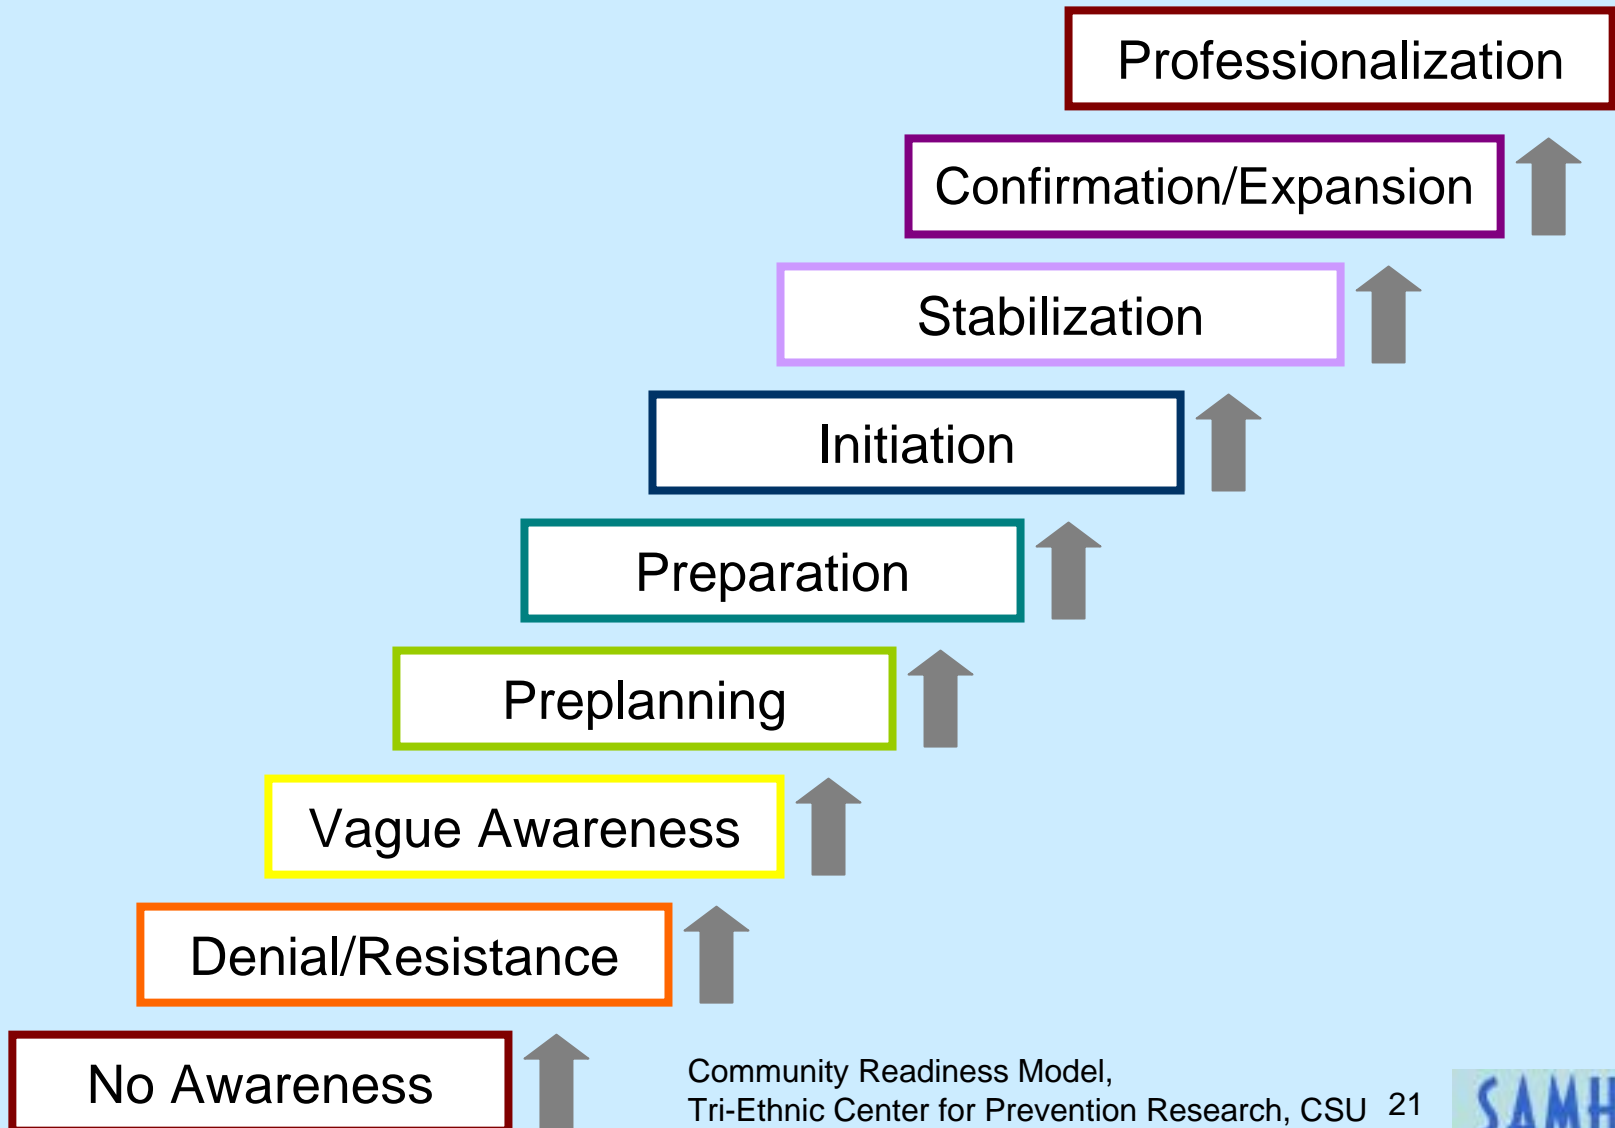 Professionalization
Confirmation/Expansion
Stabilization
Initiation
Preparation
Preplanning
Vague Awareness
Denial/Resistance
No Awareness
Community Readiness Model,
Tri-Ethnic Center for Prevention Research, CSU 21
SAMH